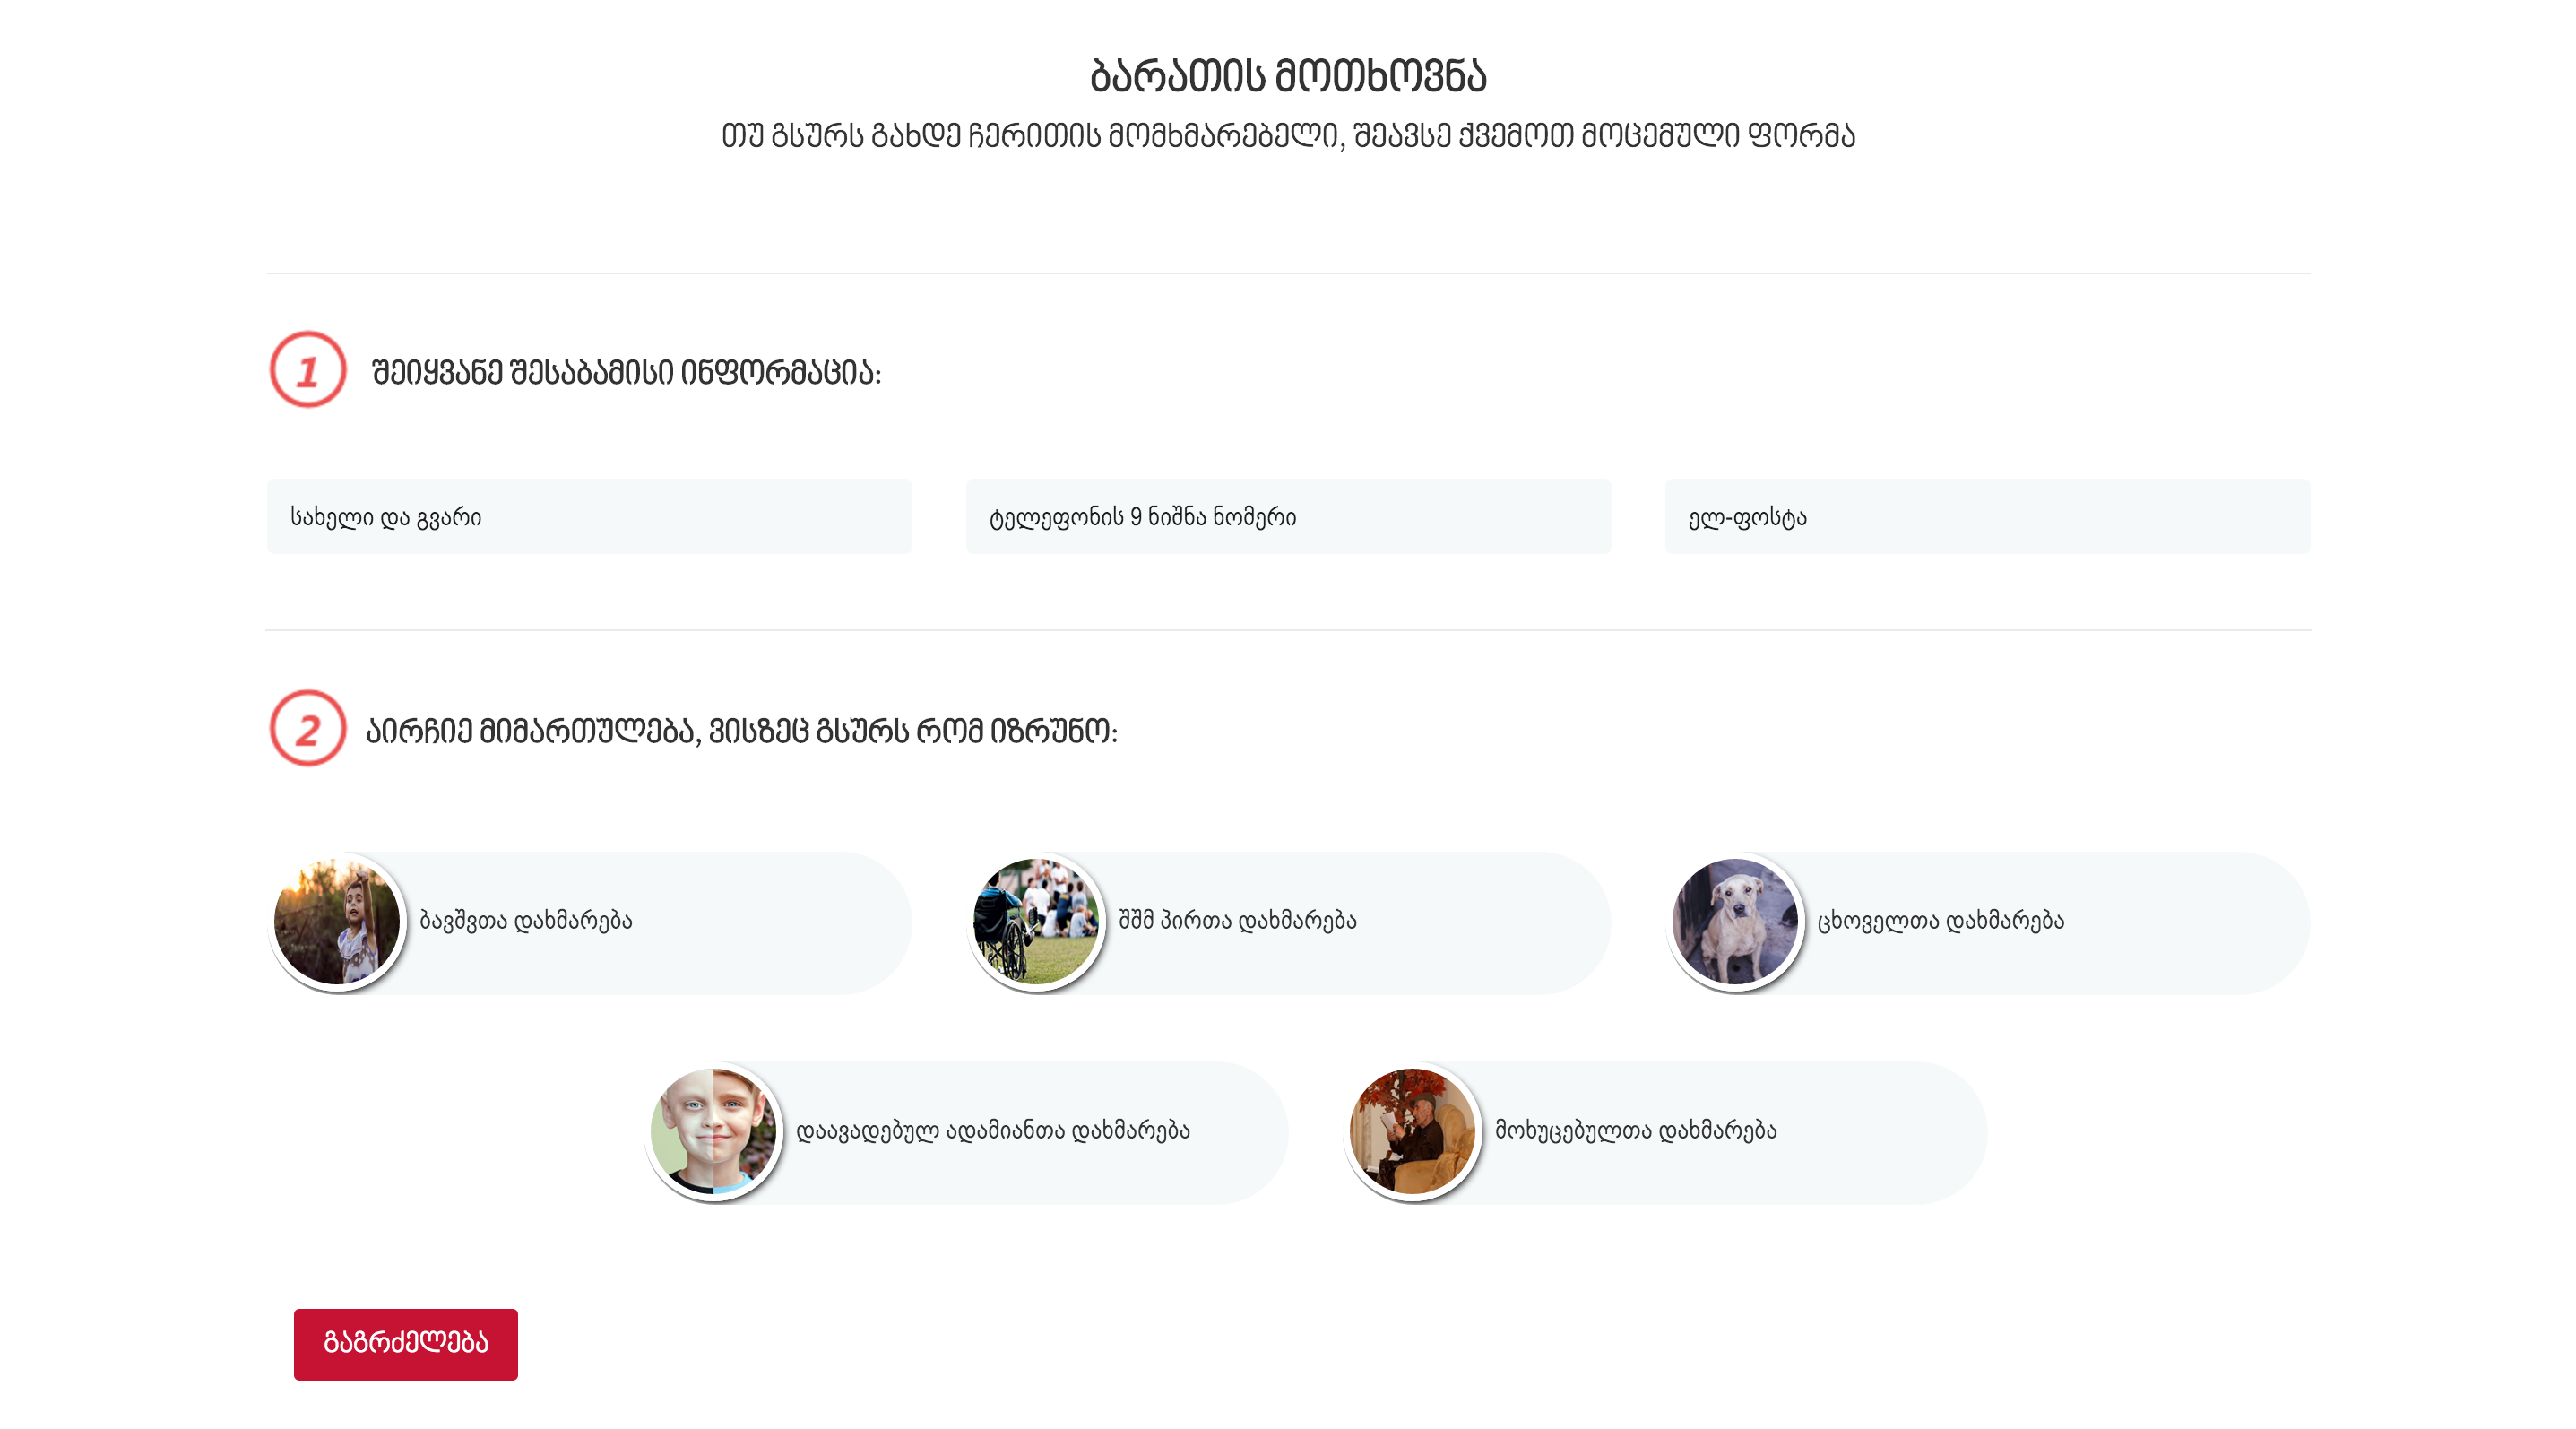 ბარათის მოთხოვნა
თუ გსურს გახდე ჩერითის მომხმარებელი, შეავსე ქვემოთ მოცემული ფორმა
1 შეიყვანე შესაბამისი ინფორმაცია:
სახელი და გვარი
ტელეფონის 9 ნიშნა ნომერი
ელ-ფოსტა
2 აირჩიე მიმართულება, ვისზეც გსურს რომ იზრუნო:
ბავშვთა დახმარება
შშმ პირთა დახმარება
ცხოველთა დახმარება
დაავადებულ ადამიანთა დახმარება
მოხუცებულთა დახმარება
გაგრძელება